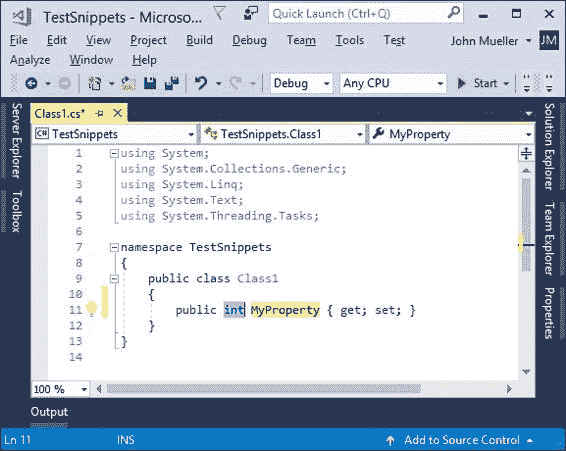 TestSnippets - Microso...
Quick Launch (Ctrl+Q)
File Edit View Project Build Debug Team Tools Test
John Mueller
JM
Analyze Window Help
Debug
Any CPU
Start
Class1.cs*
TestSnippets
TestSnippets.Class1
MyProperty
Server Explorer
Toolbox
Solution Explorer
Team Explorer
Properties
1 using System;
2 using System.Collections.Generic;
3 using System.Linq;
4 using System.Text;
5 using System.Threading.Tasks;
6
7 namespace TestSnippets
8 {
9 public class Class1
10 {
11 public int MyProperty { get; set; }
12 }
13 }
14
100 %
Output
Ln 11 INS Add to Source Control